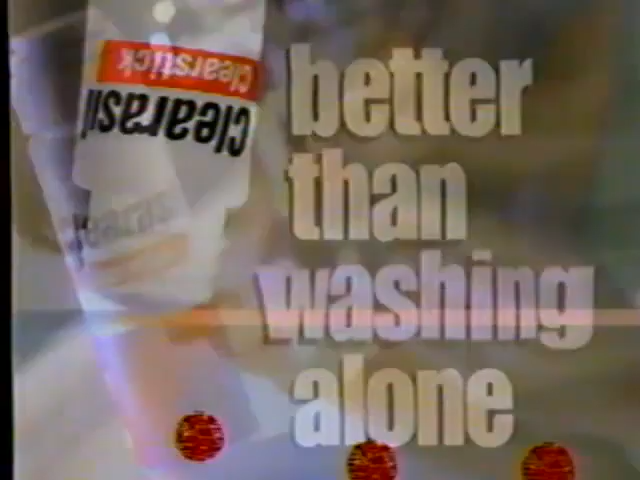 Clearstick
Clearasil
better
than
washing
alone